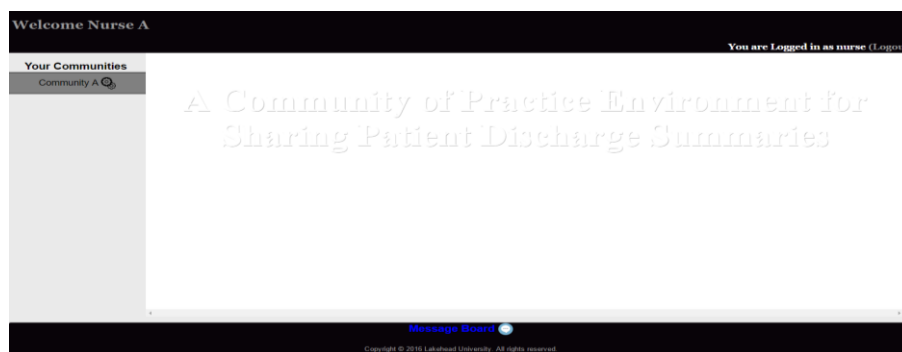 Welcome Nurse A
You are Logged in as nurse (Logou
Your Communities
Community A
A Community of Practice Environment for
Sharing Patient Discharge Summaries
Message Board
Copyright © 2016 Lakehead University. All rights reserved.